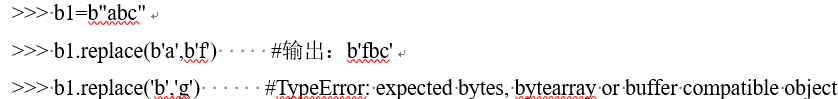 >>> b1=b"abc"
>>> b1.replace(b'a',b'f') #输出：b'fbc'
>>> b1.replace('b','g') #TypeError: expected bytes, bytearray or buffer compatible object